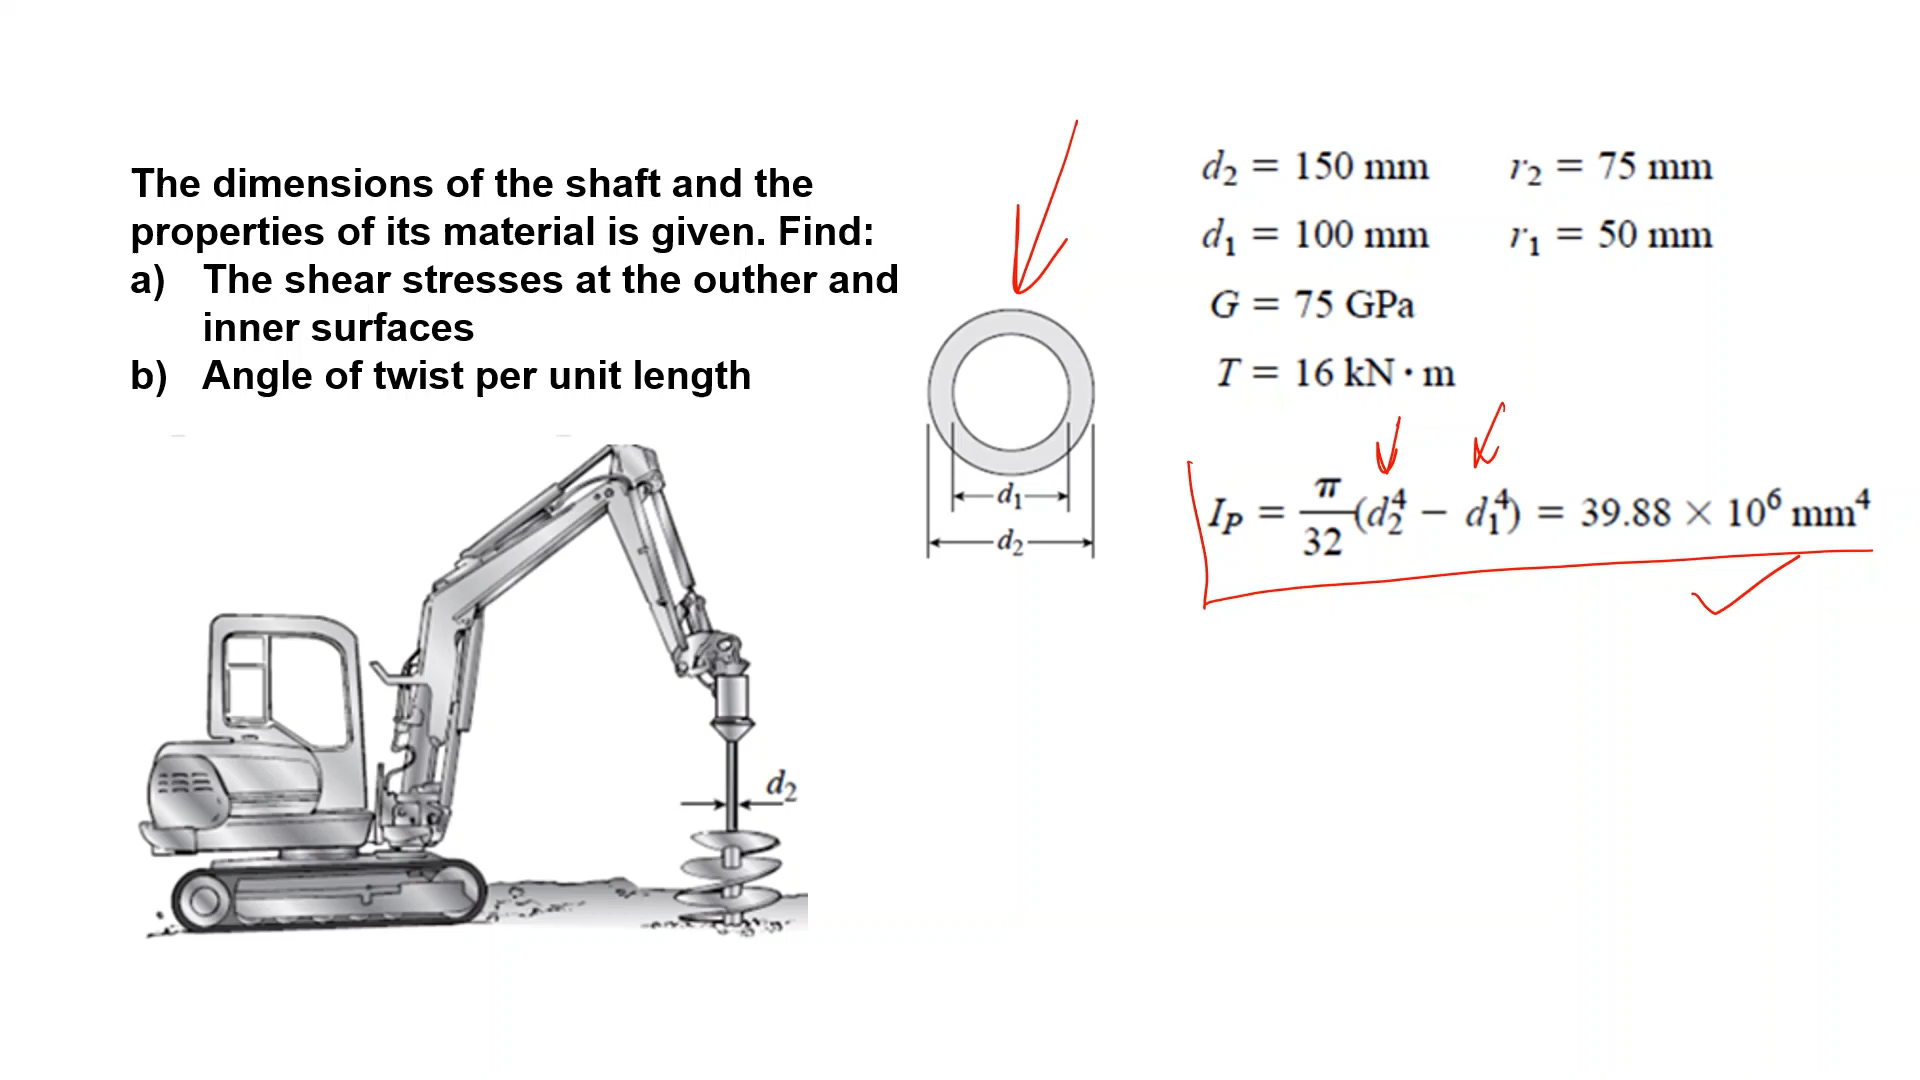 The dimensions of the shaft and the
properties of its material is given. Find:
a) The shear stresses at the outher and
inner surfaces
b) Angle of twist per unit length
d₁
d₂
d₂
d₂ = 150 mm r₂ = 75 mm
d₁ = 100 mm r₁ = 50 mm
G = 75 GPa
T = 16 kN · m
I_P = π/32 (d₂⁴ − d₁⁴) = 39.88 × 10⁶ mm⁴